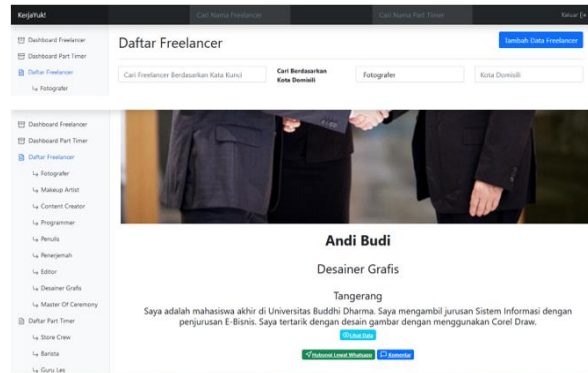 KerjaYuk!
Cari Nama Freelancer
Cari Nama Part Timer
Keluar
Dashboard Freelancer
Dashboard Part Timer
Daftar Freelancer
Fotografer
Daftar Freelancer
Tambah Data Freelancer
Cari Freelancer Berdasarkan Kata Kunci
Cari Berdasarkan
Kota Domisili
Fotografer
Kota Domisili
Dashboard Freelancer
Dashboard Part Timer
Daftar Freelancer
Fotografer
Makeup Artist
Content Creator
Programmer
Penulis
Penerjemah
Editor
Desainer Grafis
Master Of Ceremony
Daftar Part Timer
Store Crew
Barista
Guru Les
Andi Budi
Desainer Grafis
Tangerang
Saya adalah mahasiswa akhir di Universitas Buddhi Dharma. Saya mengambil jurusan Sistem Informasi dengan
penjurusan E-Bisnis. Saya tertarik dengan desain gambar dengan menggunakan Corel Draw.
Lihat Data
Hubungi Lewat Whatsapp
Komentar